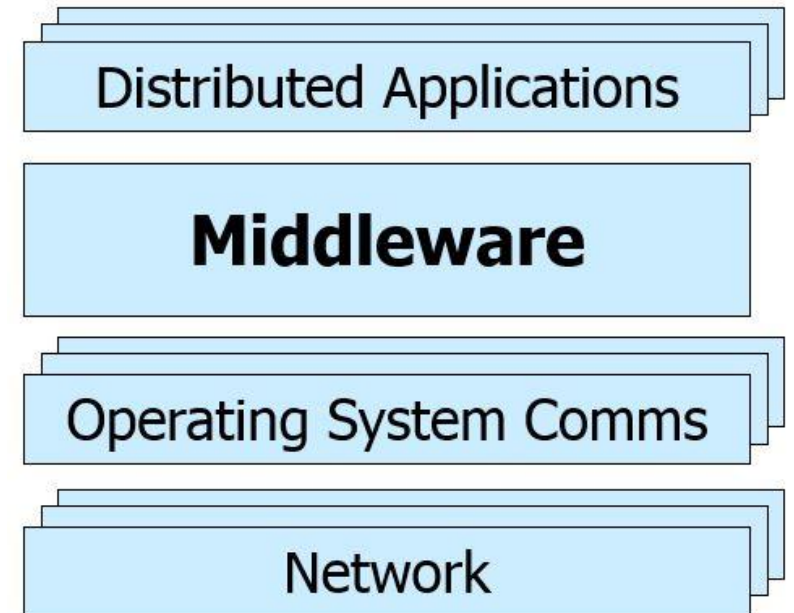 Distributed Applications
Middleware
Operating System Comms
Network